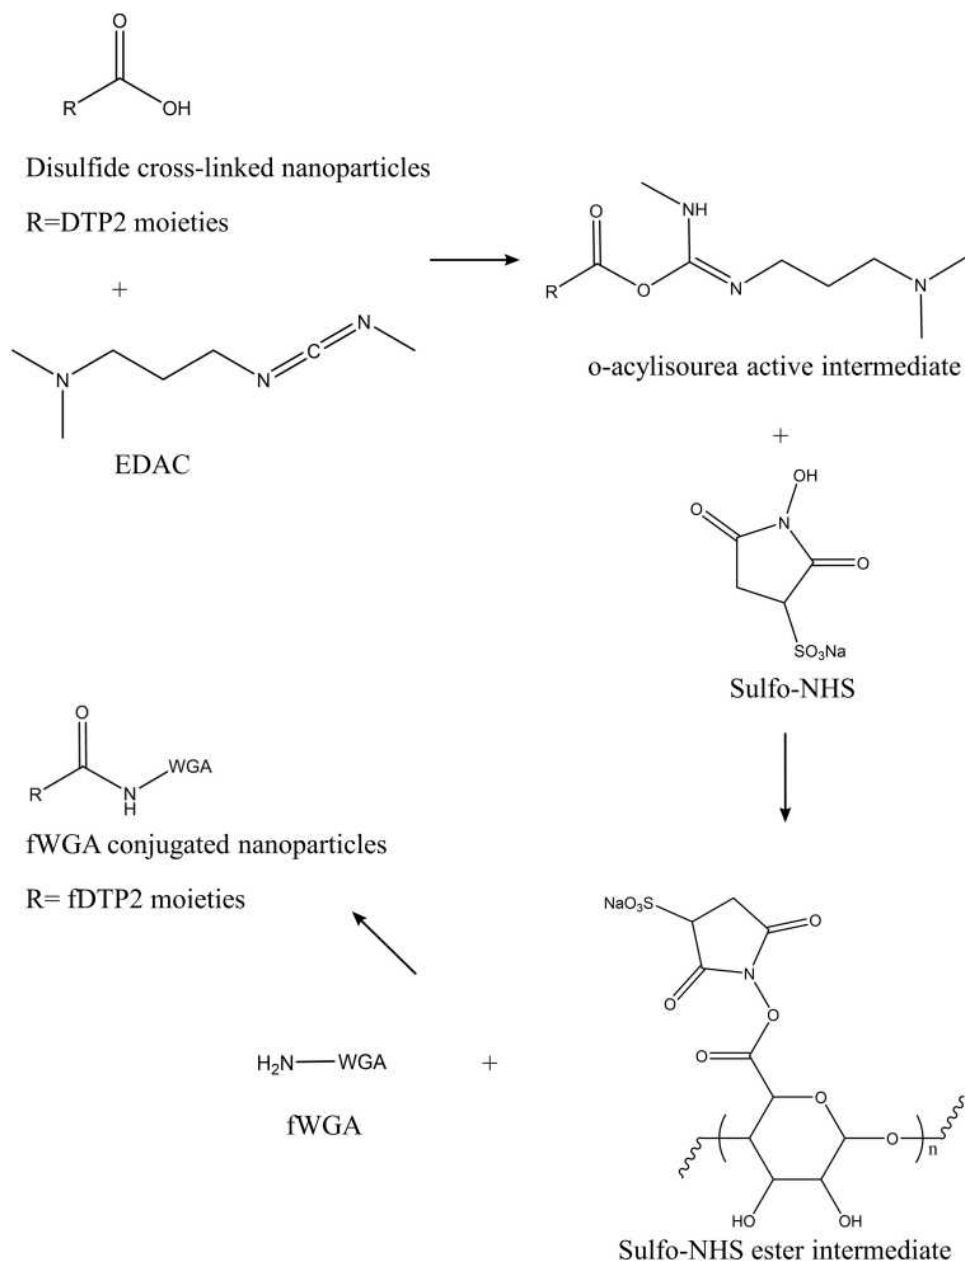 O
R
OH
Disulfide cross-linked nanoparticles
R=DTP2 moieties
+
N
N
C
N
EDAC
NH
O
R
O
N
N
o-acylisourea active intermediate
+
OH
O
N
O
SO3Na
Sulfo-NHS
NaO3S
O
O
N
O
O
O
O
n
HO
OH
Sulfo-NHS ester intermediate
+
H2N—WGA
fWGA
O
R
N
H
WGA
fWGA conjugated nanoparticles
R= fDTP2 moieties